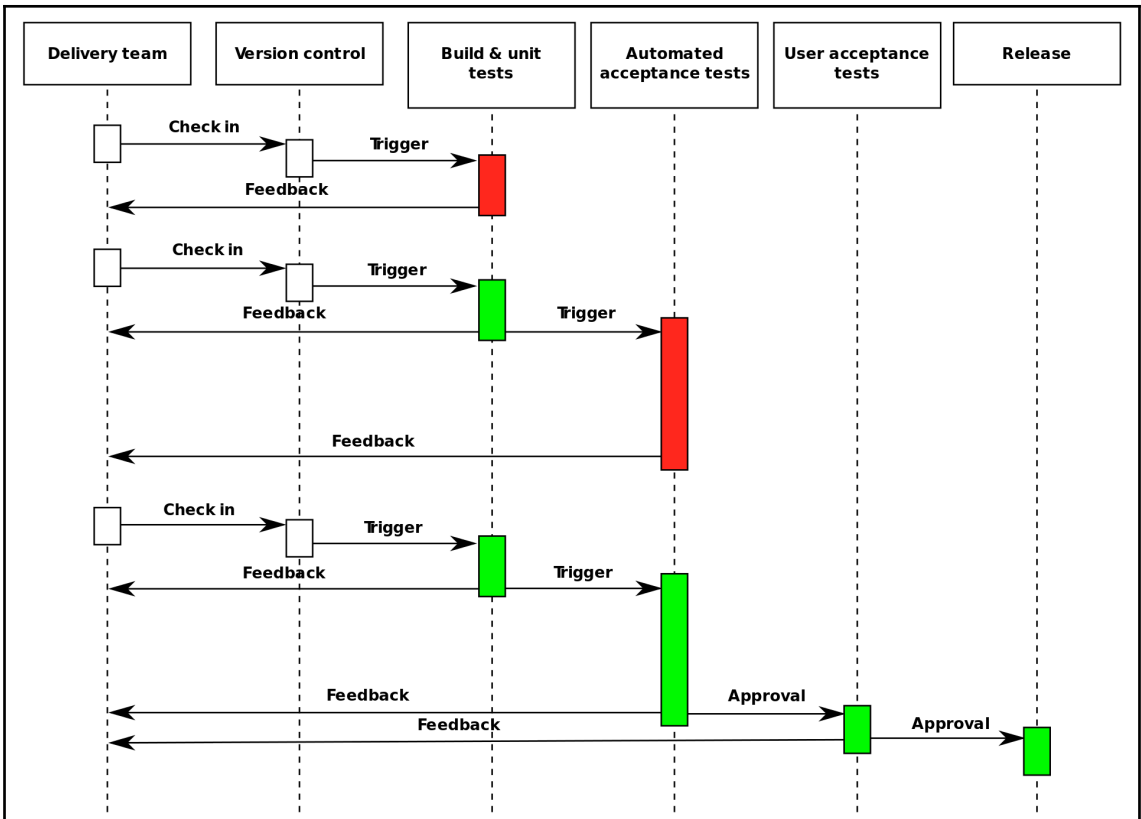 Delivery team
Version control
Build & unit
tests
Automated
acceptance tests
User acceptance
tests
Release
Check in
Trigger
Feedback
Check in
Trigger
Feedback
Trigger
Feedback
Check in
Trigger
Feedback
Trigger
Feedback
Approval
Feedback
Approval